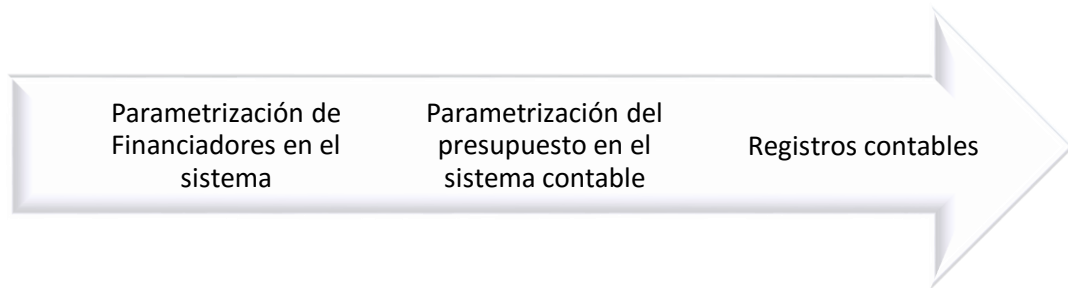 Parametrización de
Financiadores en el
sistema
Parametrización del
presupuesto en el
sistema contable
Registros contables